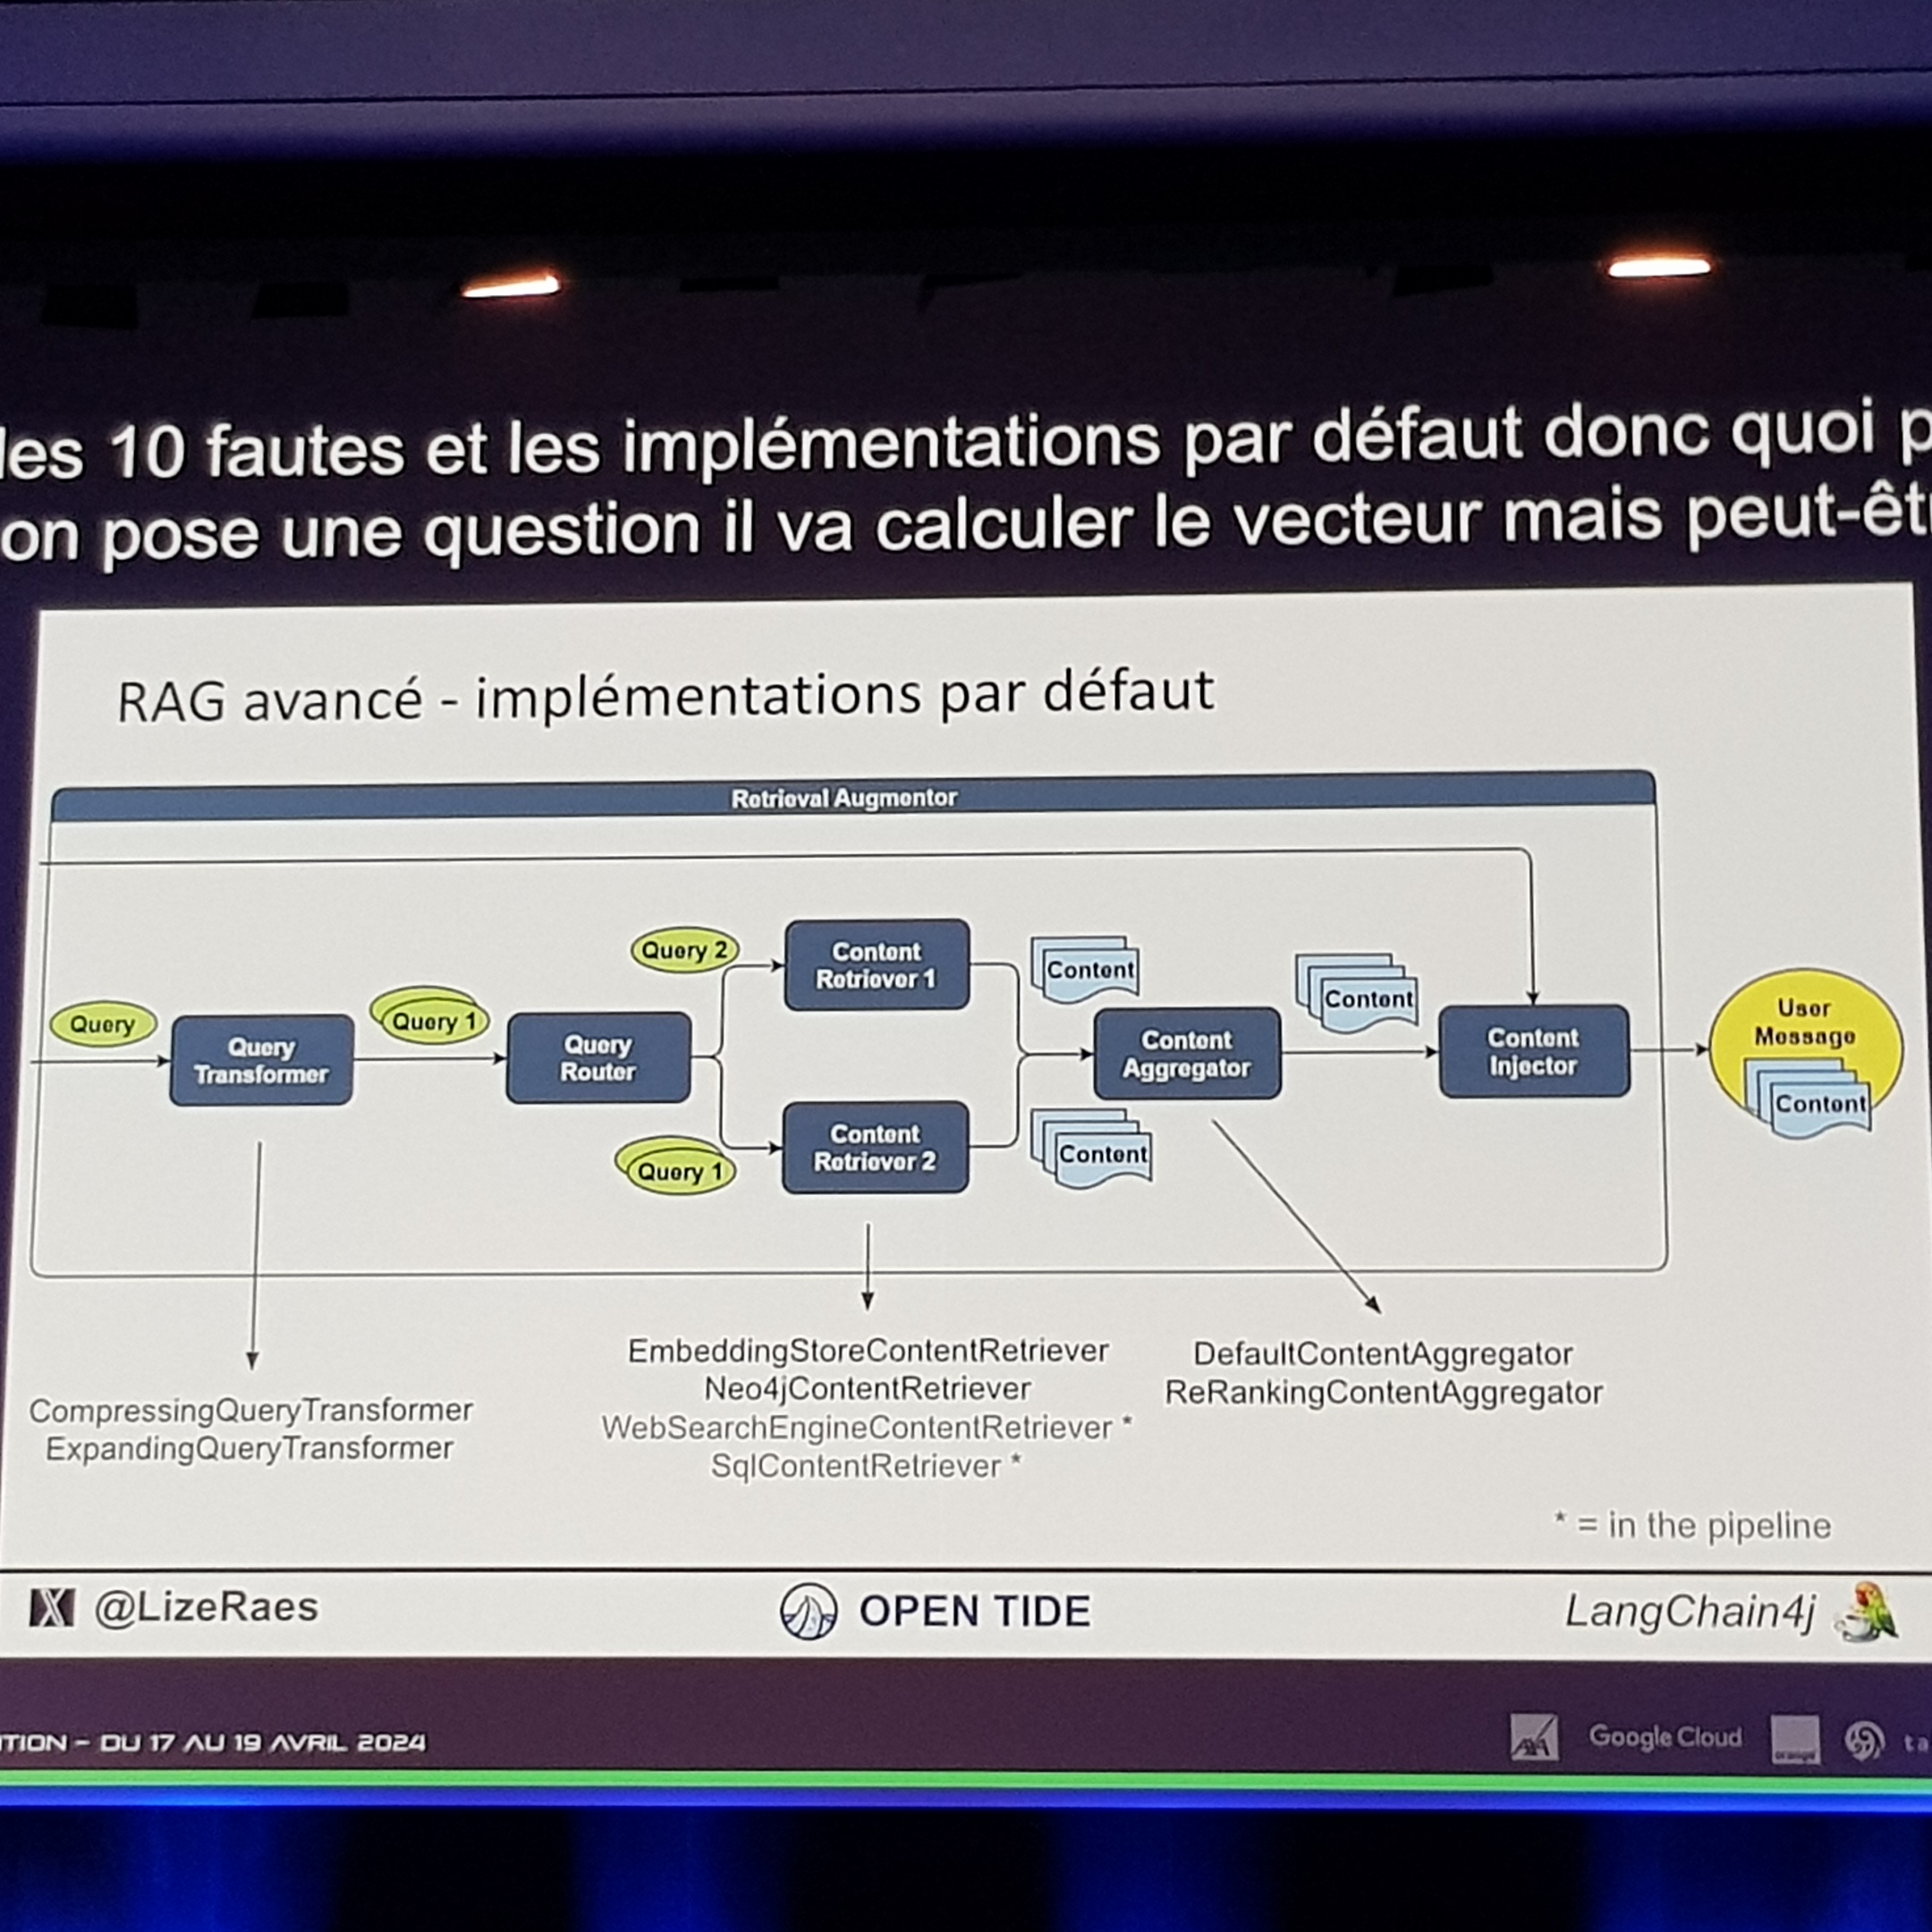 les 10 fautes et les implémentations par défaut donc quoi
on pose une question il va calculer le vecteur mais
RAG avancé - implémentations par défaut
Retrieval Augmentor
Query
Query
Transformer
Query 1
Query
Router
Query 2
Content
Retriever 1
Content
Query 1
Content
Retriever 2
Content
Content
Aggregator
Content
Content
Injector
User
Message
Content
CompressingQueryTransformer
ExpandingQueryTransformer
EmbeddingStoreContentRetriever
Neo4jContentRetriever
WebSearchEngineContentRetriever *
SqlContentRetriever *
DefaultContentAggregator
ReRankingContentAggregator
* = in the pipeline
X @LizeRaes
OPEN TIDE
LangChain4j
TION - DU 17 AU 19 AVRIL 2024
AXA
Google Cloud
orange